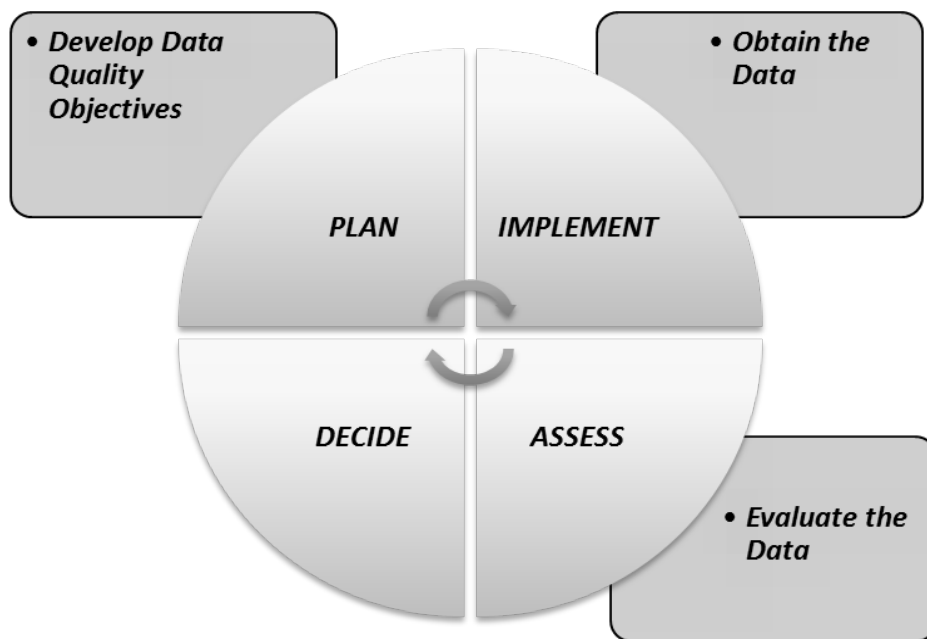 • Develop Data
Quality
Objectives
• Obtain the
Data
PLAN
IMPLEMENT
DECIDE
ASSESS
• Evaluate the
Data